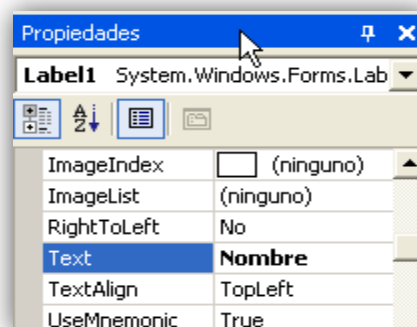 Propiedades
Label1 System.Windows.Forms.Lab
ImageIndex (ninguno)
ImageList (ninguno)
RightToLeft No
Text Nombre
TextAlign TopLeft
UseMnemonic True